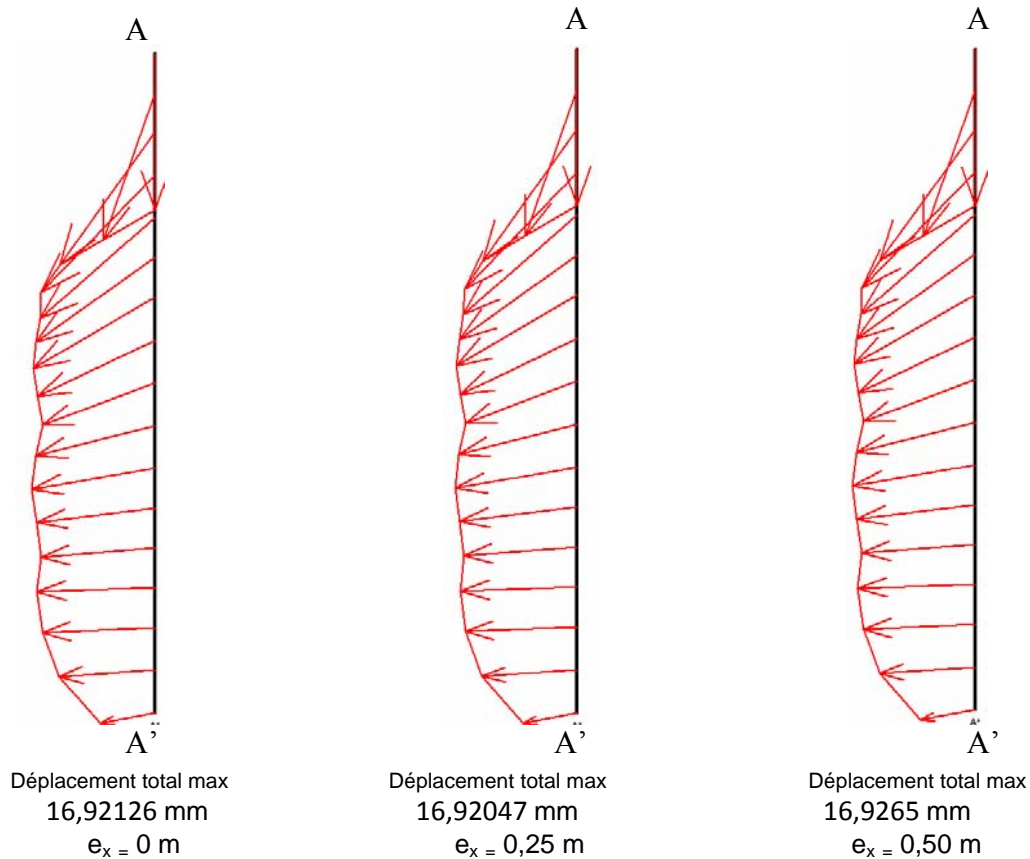 A
A
A
A'
A'
A'
Déplacement total max
16,92126 mm
e_x = 0 m
Déplacement total max
16,92047 mm
e_x = 0,25 m
Déplacement total max
16,9265 mm
e_x = 0,50 m